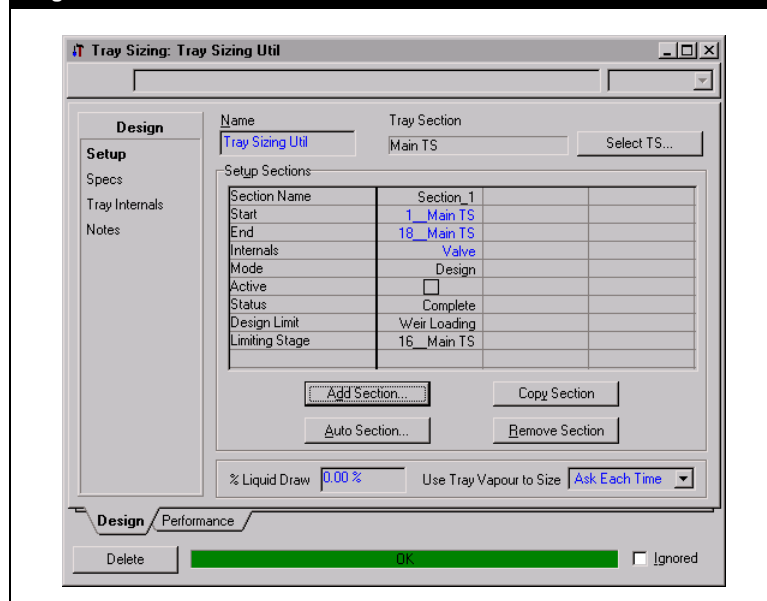 Tray Sizing: Tray Sizing Util
Design
Setup
Specs
Tray Internals
Notes
Name
Tray Section
Tray Sizing Util
Main TS
Select TS...
Setup Sections
Section Name Section_1
Start 1__Main TS
End 18__Main TS
Internals Valve
Mode Design
Active
Status Complete
Design Limit Weir Loading
Limiting Stage 16__Main TS
Add Section...
Copy Section
Auto Section...
Remove Section
% Liquid Draw 0.00 % Use Tray Vapour to Size Ask Each Time
Design Performance
Delete OK Ignored